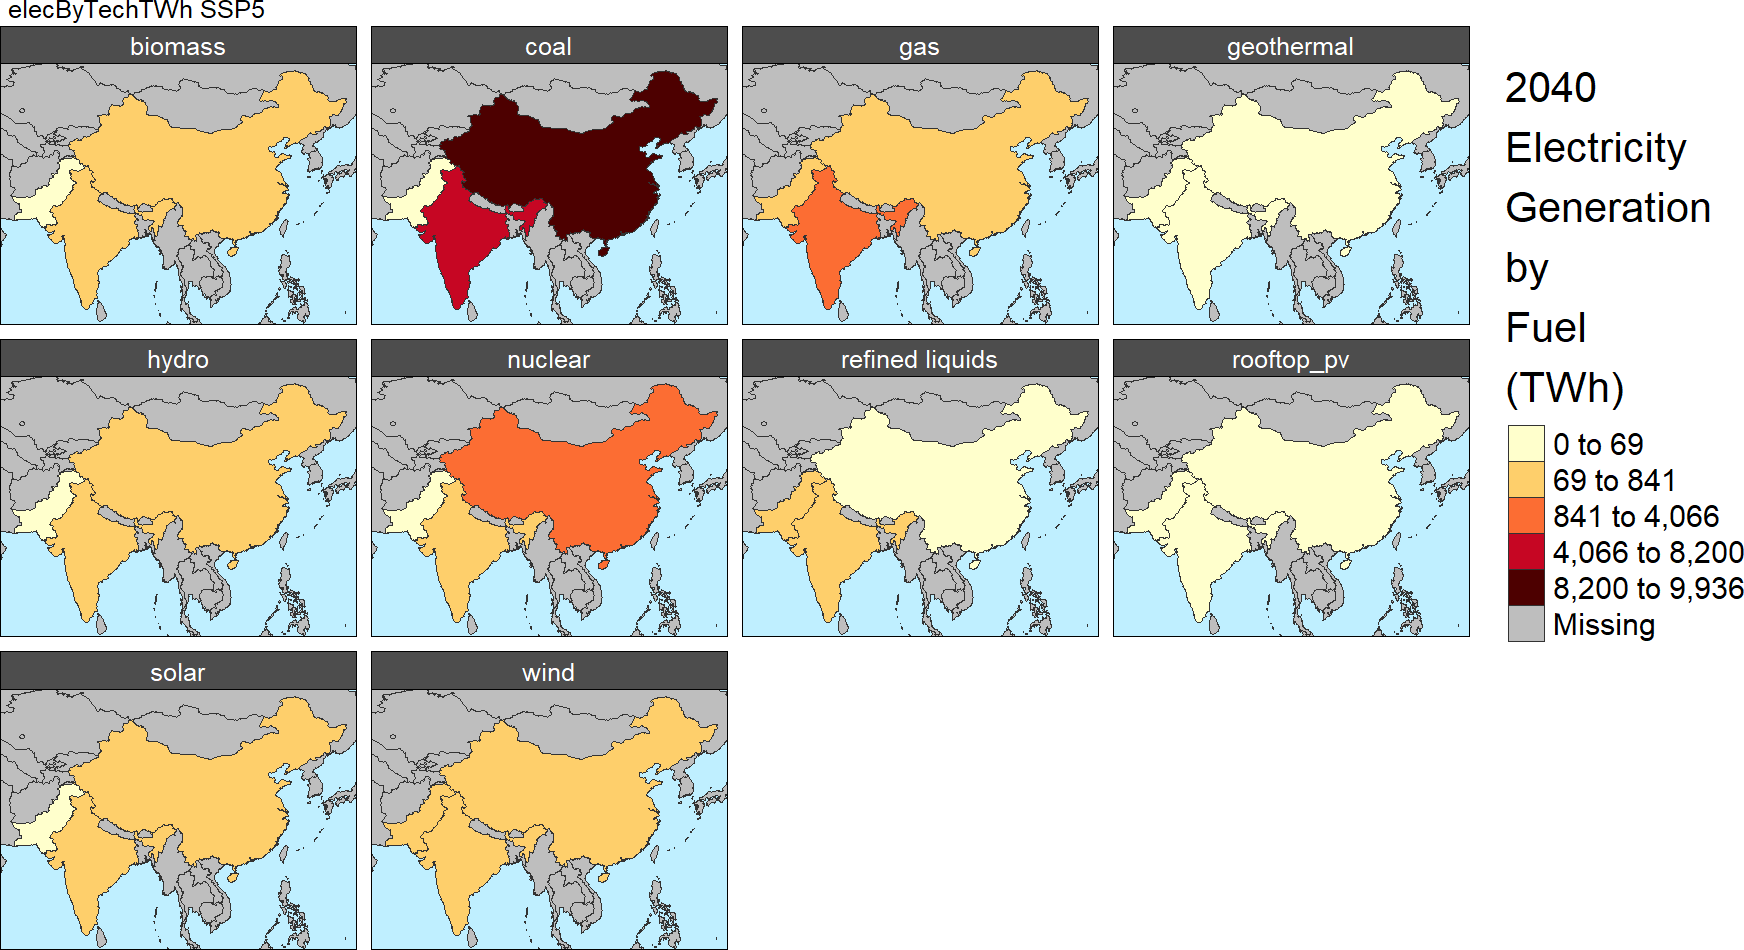 elecByTechTWh SSP5
biomass
coal
gas
geothermal
hydro
nuclear
refined liquids
rooftop_pv
solar
wind
2040
Electricity
Generation
by
Fuel
(TWh)
0 to 69
69 to 841
841 to 4,066
4,066 to 8,200
8,200 to 9,936
Missing